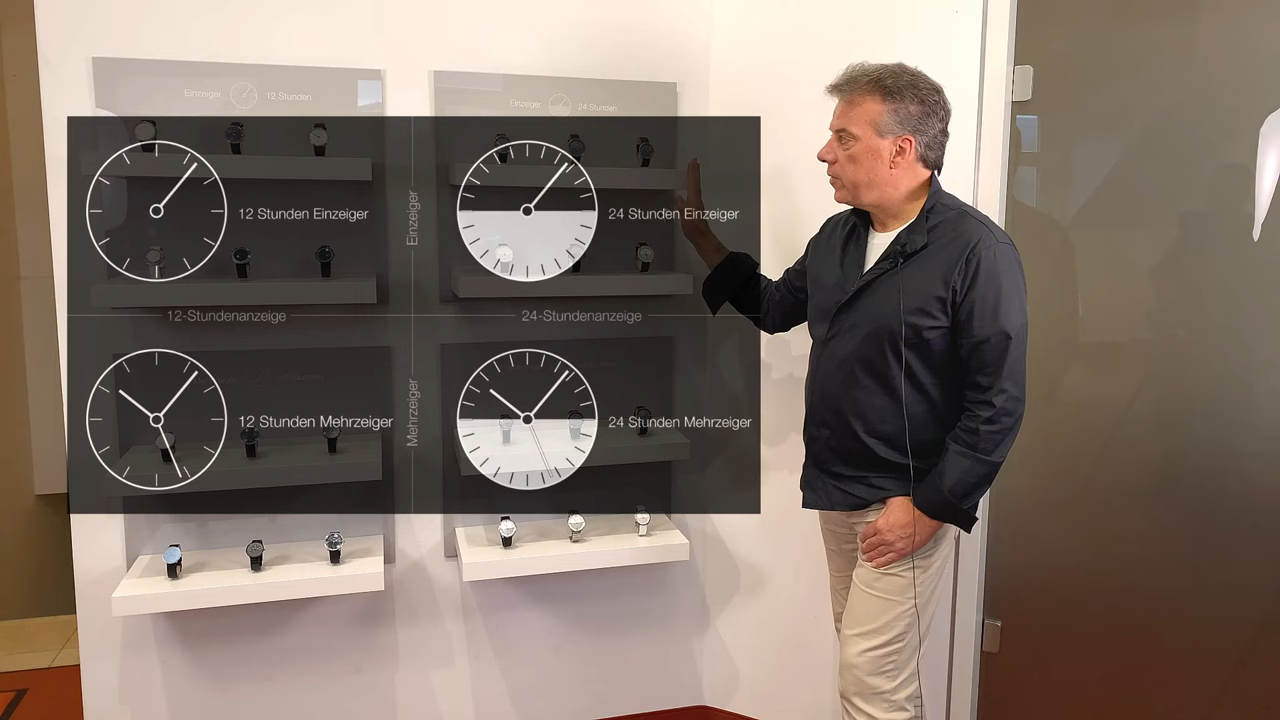 Einzeiger 12 Stunden
Einzeiger 24 Stunden
12 Stunden Einzeiger
Einzeiger
24 Stunden Einzeiger
12-Stundenanzeige
24-Stundenanzeige
12 Stunden Mehrzeiger
Mehrzeiger
24 Stunden Mehrzeiger